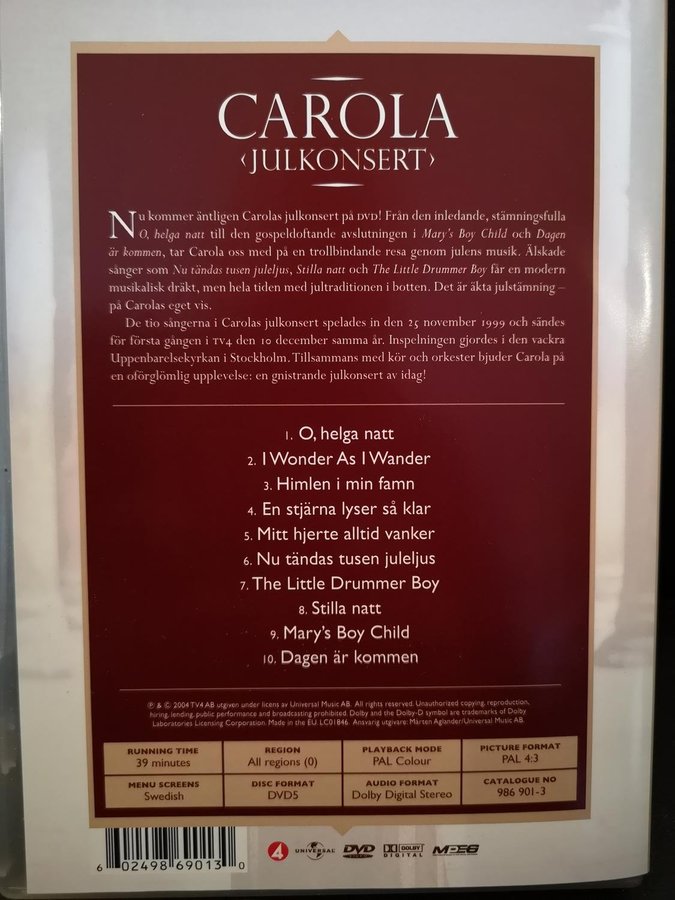 CAROLA
‹JULKONSERT›
Nu kommer äntligen Carolas julkonsert på DVD! Från den inledande, stämningsfulla
O, helga natt till den gospeldoftande avslutningen i Mary's Boy Child och Dagen
är kommen, tar Carola oss med på en trollbindande resa genom julens musik. Älskade
sånger som Nu tändas tusen juleljus, Stilla natt och The Little Drummer Boy får en modern
musikalisk dräkt, men hela tiden med jultraditionen i botten. Det är äkta julstämning –
på Carolas eget vis.
De tio sångerna i Carolas julkonsert spelades in den 25 november 1999 och sändes
för första gången i TV4 den 10 december samma år. Inspelningen gjordes i den vackra
Uppenbarelsekyrkan i Stockholm. Tillsammans med kör och orkester bjuder Carola på
en oförglömlig upplevelse: en gnistrande julkonsert av idag!
1. O, helga natt
2. I Wonder As I Wander
3. Himlen i min famn
4. En stjärna lyser så klar
5. Mitt hjerte alltid vanker
6. Nu tändas tusen juleljus
7. The Little Drummer Boy
8. Stilla natt
9. Mary's Boy Child
10. Dagen är kommen
℗ & © 2004 TV4 AB utgiven under licens av Universal Music AB. All rights reserved. Unauthorized copying, reproduction,
hiring, lending, public performance and broadcasting prohibited. Dolby and the Dolby-D symbol are trademarks of Dolby
Laboratories Licensing Corporation. Made in the EU. LC01846. Ansvarig utgivare: Mårten Aglander/Universal Music AB.
RUNNING TIME REGION PLAYBACK MODE PICTURE FORMAT
39 minutes All regions (0) PAL Colour PAL 4:3
MENU SCREENS DISC FORMAT AUDIO FORMAT CATALOGUE NO
Swedish DVD5 Dolby Digital Stereo 986 901-3
4 UNIVERSAL DVD VIDEO DOLBY DIGITAL MPEG
6 02498 69013 0